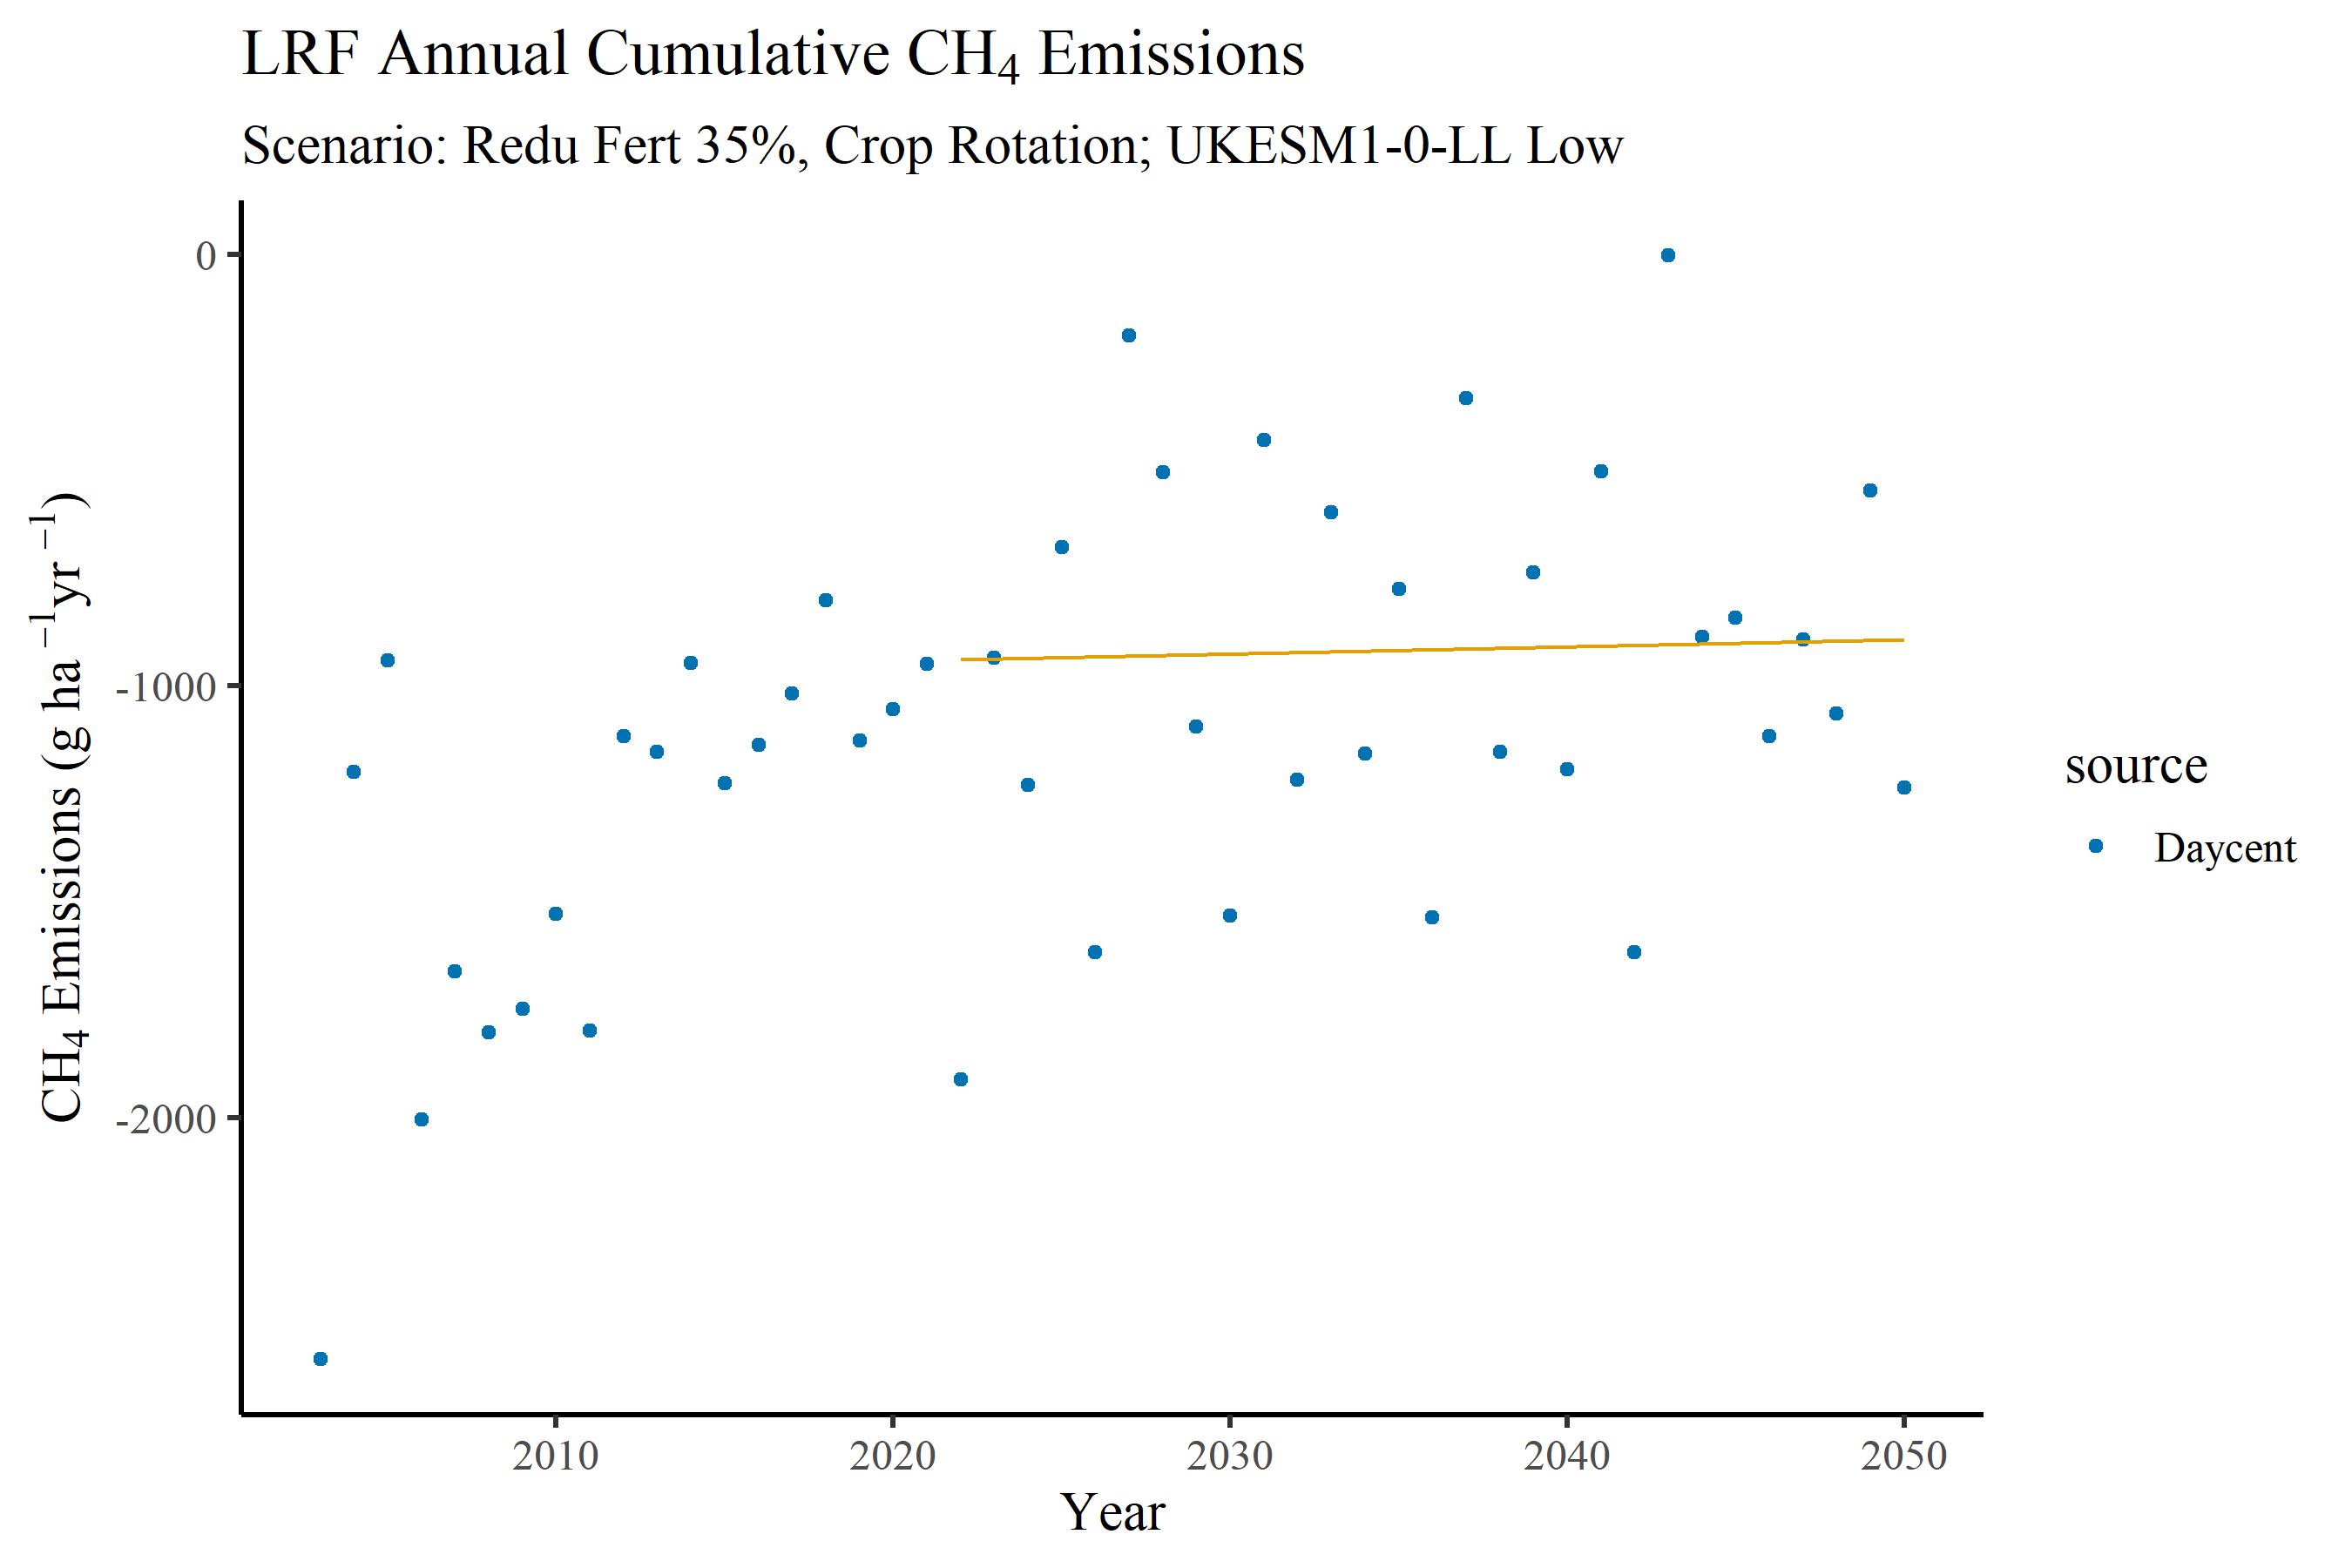 LRF Annual Cumulative CH₄ Emissions
Scenario: Redu Fert 35%, Crop Rotation; UKESM1-0-LL Low
CH₄ Emissions (g ha ⁻¹yr ⁻¹)
0
-1000
-2000
2010 2020 2030 2040 2050
Year
source
Daycent